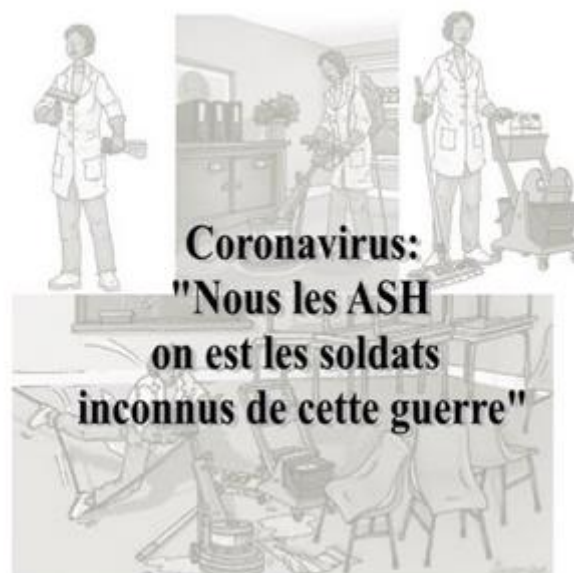 Coronavirus:
"Nous les ASH
on est les soldats
inconnus de cette guerre"